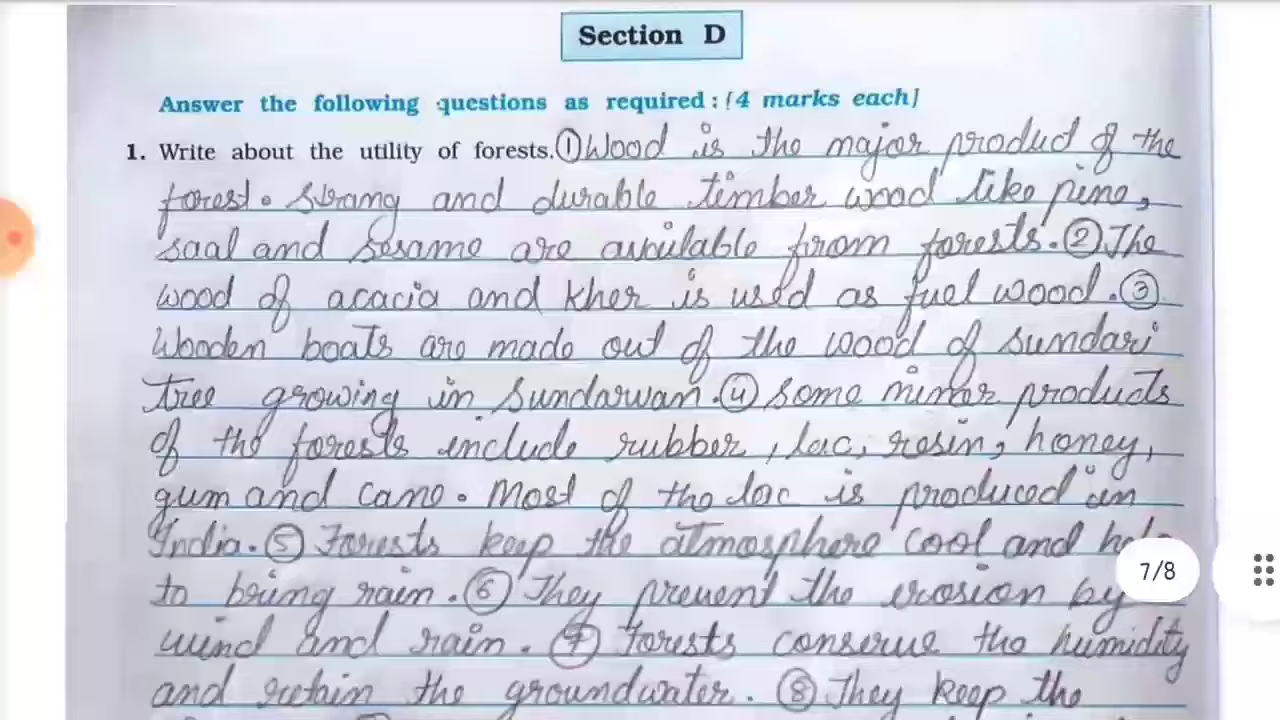 Section D
Answer the following questions as required : [4 marks each]
1. Write about the utility of forests. ① Wood is the major product of the
forest. Strong and durable timber wood like pine,
saal and sesame are available from forests. ② The
wood of acacia and kher is used as fuel wood. ③
Wooden boats are made out of the wood of sundari
tree growing in Sundarwan. ④ Some minor products
of the forests include rubber, lac, resin, honey,
gum and cane. Most of the lac is produced in
India. ⑤ Forests keep the atmosphere cool and help
7/8
to bring rain. ⑥ They prevent the erosion by
wind and rain. ⑦ Forests conserve the humidity
and retain the groundwater. ⑧ They keep the